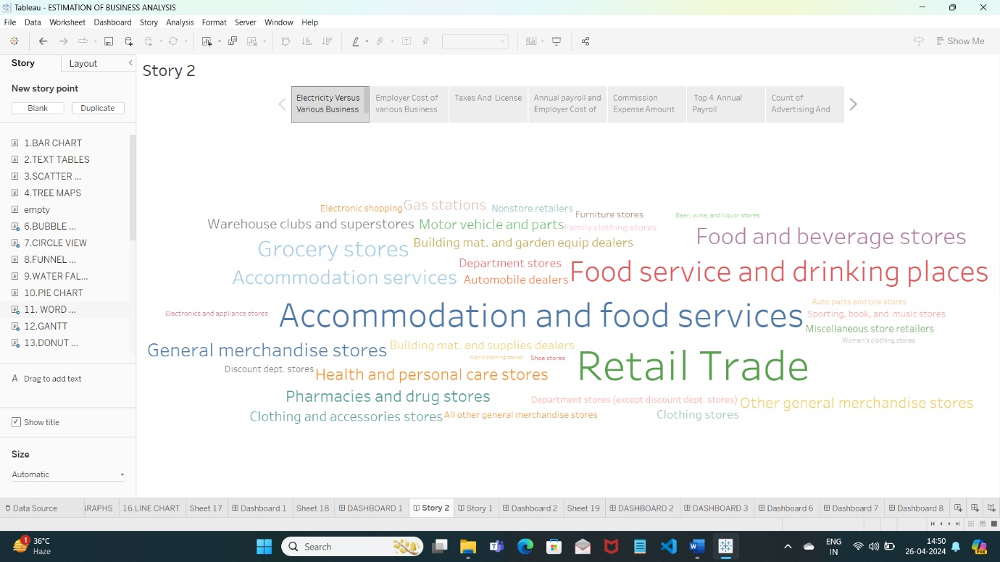 Tableau - ESTIMATION OF BUSINESS ANALYSIS
File Data Worksheet Dashboard Story Analysis Format Server Window Help
Show Me
Story Layout
Story 2
New story point
Blank Duplicate
Electricity Versus
Various Business
Employer Cost of
various Business
Taxes And License
Annual payroll and
Employer Cost of
Commission
Expense Amount
Top 4 Annual
Payroll
Count of
Advertising And
1.BAR CHART
2.TEXT TABLES
3.SCATTER ...
4.TREE MAPS
empty
6.BUBBLE ...
7.CIRCLE VIEW
8.FUNNEL ...
9.WATER FAL...
10.PIE CHART
11. WORD ...
12.GANTT
13.DONUT ...
A Drag to add text
Show title
Size
Automatic
Electronic shopping Gas stations Nonstore retailers
Furniture stores Beer, wine, and liquor stores
Warehouse clubs and superstores Motor vehicle and parts Family clothing stores
Food and beverage stores
Grocery stores Building mat. and garden equip dealers
Department stores
Accommodation services Automobile dealers Food service and drinking places
Auto parts and tire stores
Electronics and appliance stores Accommodation and food services Sporting, book, and music stores
Miscellaneous store retailers
Women's clothing stores
General merchandise stores Building mat. and supplies dealers
Men's clothing stores Shoe stores
Discount dept. stores Health and personal care stores Retail Trade
Pharmacies and drug stores Department stores (except discount dept. stores) Other general merchandise stores
Clothing and accessories stores All other general merchandise stores Clothing stores
Data Source RAPHS 16.LINE CHART Sheet 17 Dashboard 1 Sheet 18 DASHBOARD 1 Story 2 Story 1 Dashboard 2 Sheet 19 DASHBOARD 2 DASHBOARD 3 Dashboard 6 Dashboard 7 Dashboard 8
1
36°C
Haze
Search
ENG
IN
14:50
26-04-2024
PRE